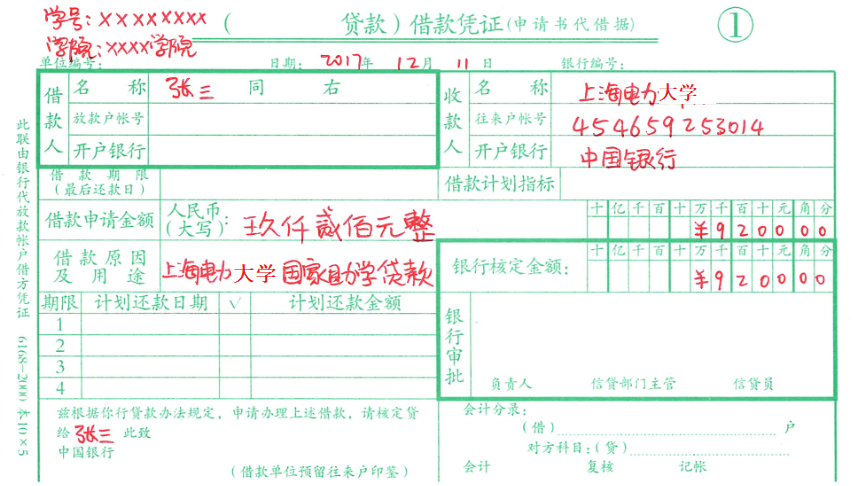 学号：XXXXXXXX
（ 贷款）借款凭证（申请书代借据） ①
学院：XXXX学院
单位编号： 日期：2017年 12月 11日 银行编号：
借款人 名称 张三 同右 收款人 名称 上海电力大学
放款户帐号 往来户帐号 454659253014
开户银行 开户银行 中国银行
借款期限（最后还款日） 借款计划指标
借款申请金额 人民币（大写）：玖仟贰佰元整 十亿千百十万千百十元角分 ¥920000
借款原因及用途 上海电力大学国家助学贷款 银行核定金额： 十亿千百十万千百十元角分 ¥920000
期限 计划还款日期 √ 计划还款金额
1
2
3
4
银行审批
负责人 信贷部门主管 信贷员
兹根据你行贷款办法规定，申请办理上述借款，请核定贷
给 张三 此致
中国银行
（借款单位预留往来户印鉴）
会计分录：
（借） 户
对方科目：（贷）
会计 复核 记帐
此联由银行代放款帐户借方凭证 6168-2000本10×5